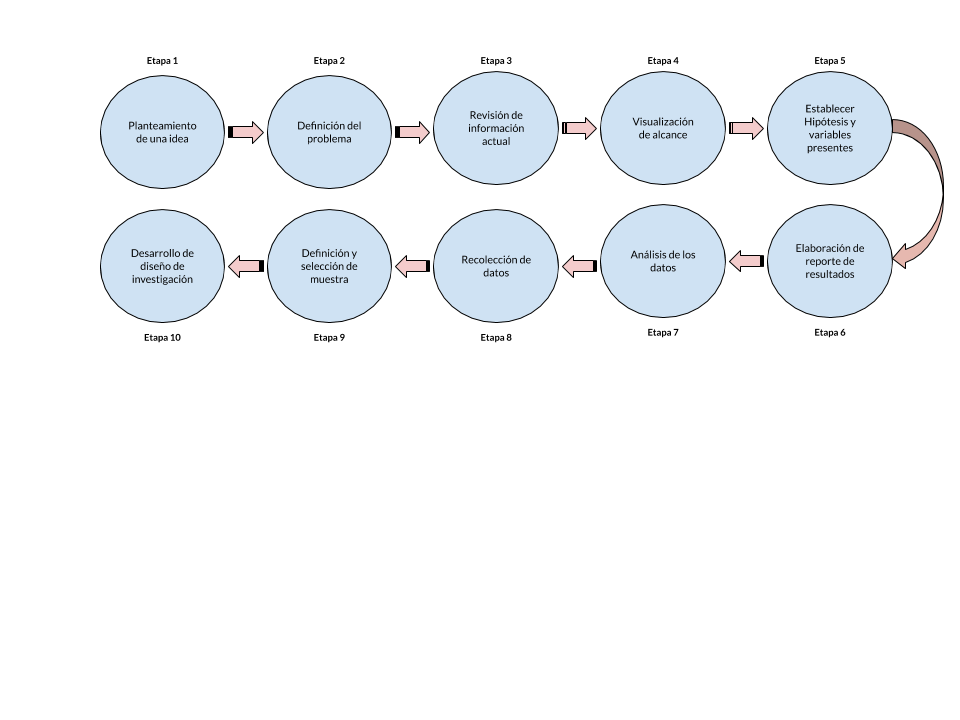 Etapa 1
Etapa 2
Etapa 3
Etapa 4
Etapa 5
Planteamiento
de una idea
Definición del
problema
Revisión de
información
actual
Visualización
de alcance
Establecer
Hipótesis y
variables
presentes
Desarrollo de
diseño de
investigación
Definición y
selección de
muestra
Recolección de
datos
Análisis de los
datos
Elaboración de
reporte de
resultados
Etapa 10
Etapa 9
Etapa 8
Etapa 7
Etapa 6